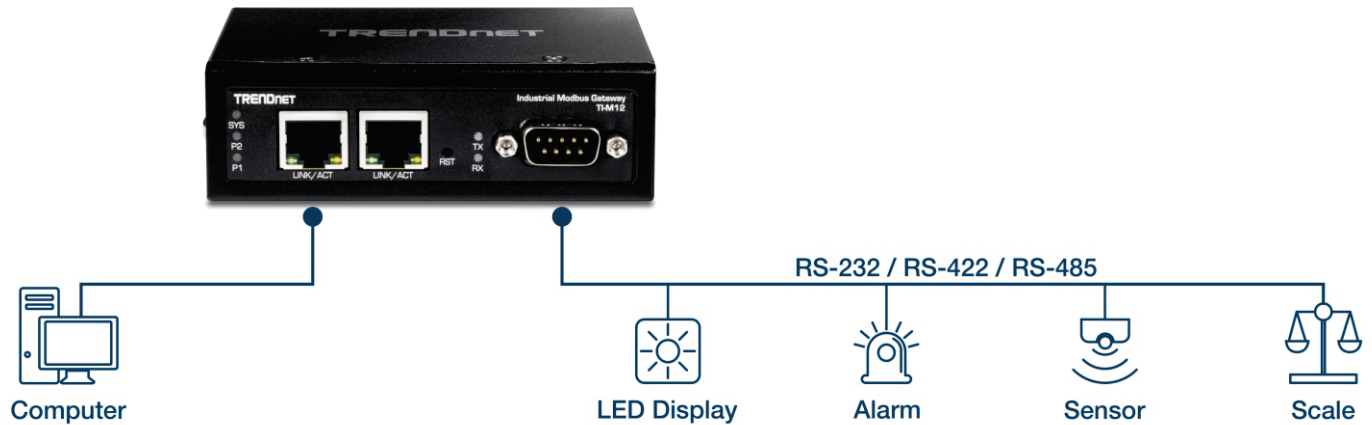 TRENDNET
TRENDNET
Industrial Modbus Gateway
TI-M12
SYS
P2
P1
LINK/ACT
LINK/ACT
RST
TX
RX
RS-232 / RS-422 / RS-485
Computer
LED Display
Alarm
Sensor
Scale